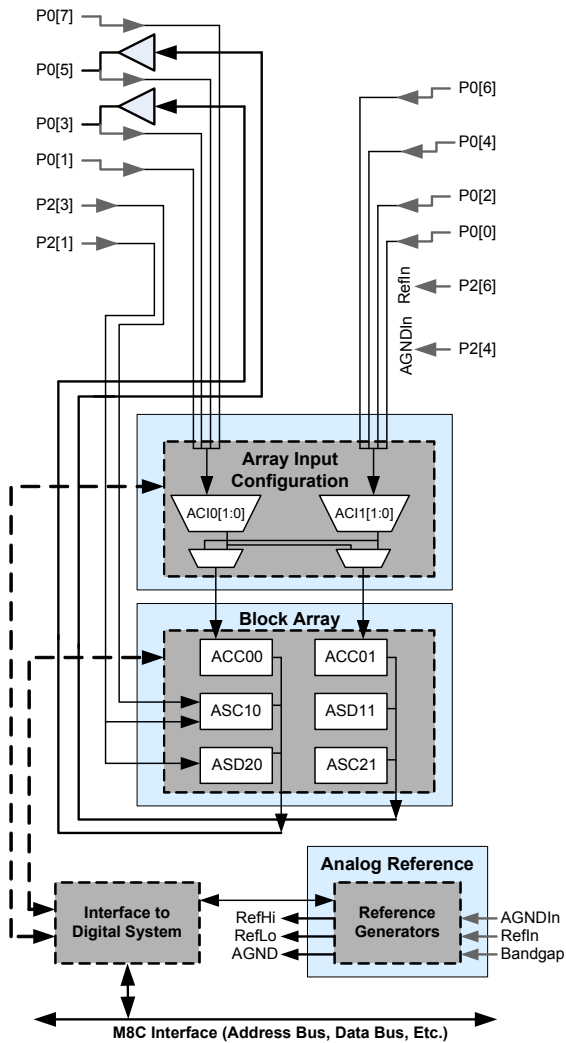 P0[7]
P0[5]
P0[3]
P0[1]
P2[3]
P2[1]
P0[6]
P0[4]
P0[2]
P0[0]
P2[6]
P2[4]
RefIn
AGNDIn
Array Input
Configuration
ACI0[1:0]
ACI1[1:0]
Block Array
ACC00
ACC01
ASC10
ASD11
ASD20
ASC21
Analog Reference
Interface to
Digital System
RefHi
RefLo
AGND
Reference
Generators
AGNDIn
RefIn
Bandgap
M8C Interface (Address Bus, Data Bus, Etc.)